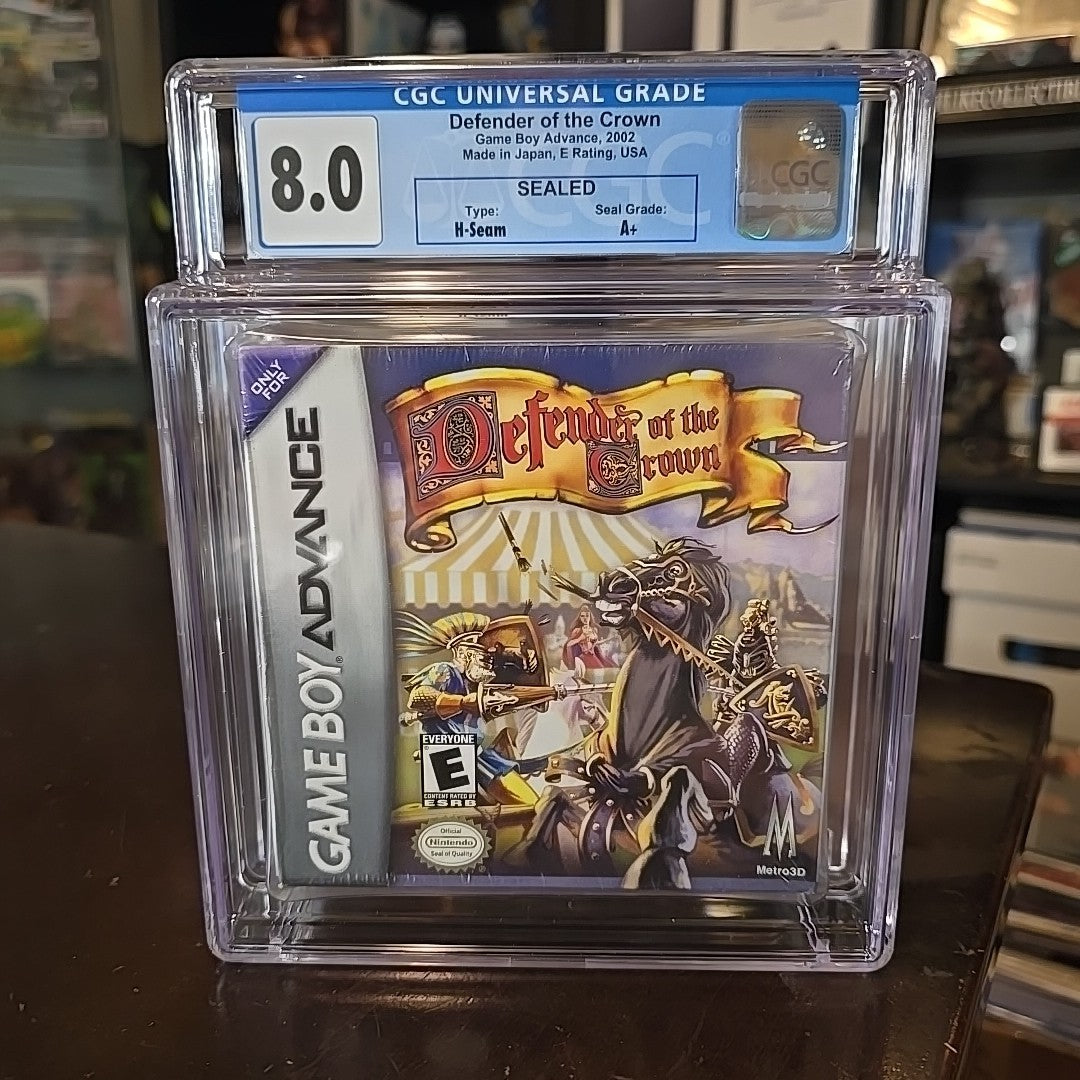 CGC UNIVERSAL GRADE
8.0
Defender of the Crown
Game Boy Advance, 2002
Made in Japan, E Rating, USA
SEALED
Type:
Seal Grade:
H-Seam
A+
CGC
CGC
ONLY
FOR
GAME BOY ADVANCE
Defender of the
Crown
EVERYONE
E
CONTENT RATED BY
ESRB
Official
Nintendo
Seal of Quality
M
Metro3D